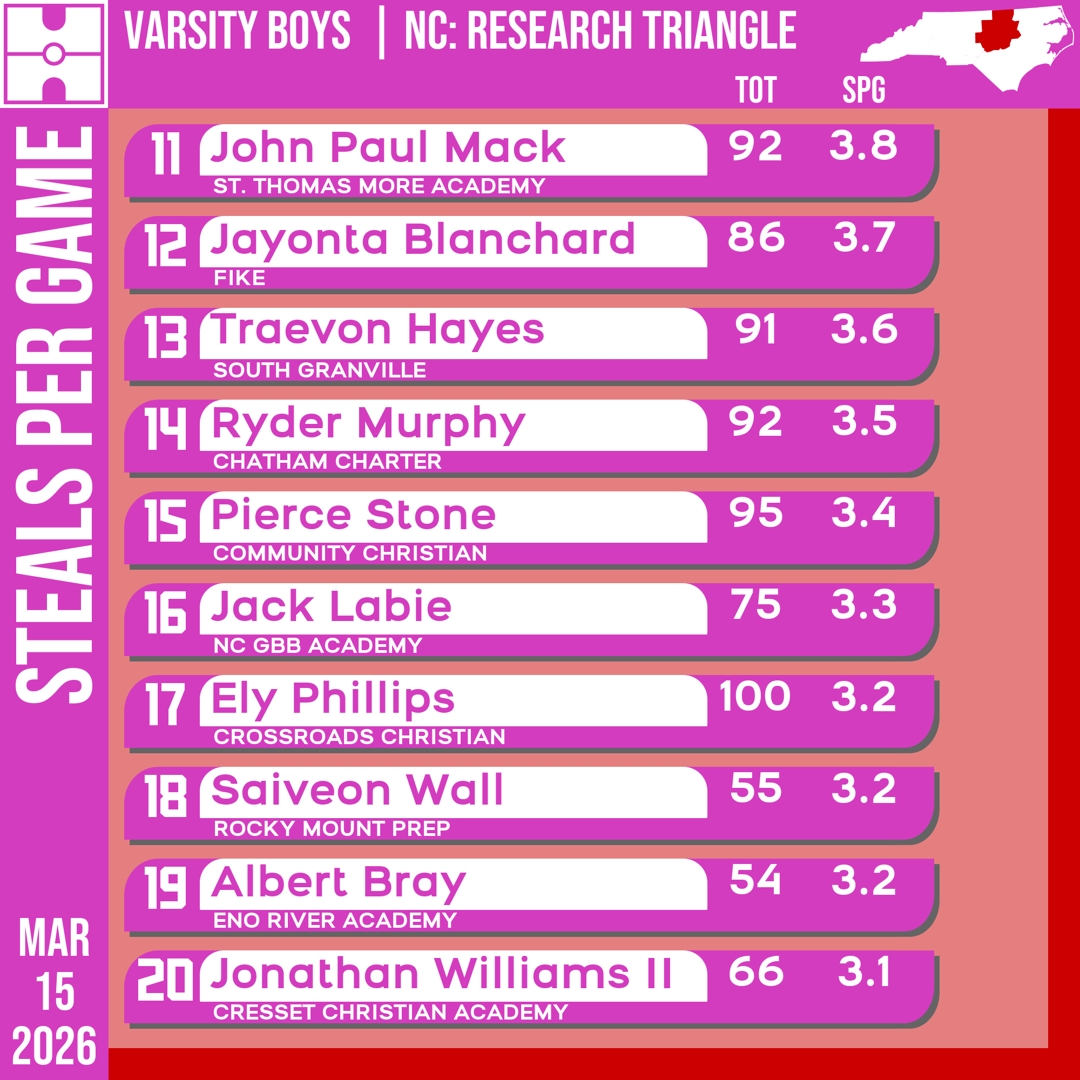 VARSITY BOYS | NC: RESEARCH TRIANGLE
TOT SPG
STEALS PER GAME
11 John Paul Mack 92 3.8
ST. THOMAS MORE ACADEMY
12 Jayonta Blanchard 86 3.7
FIKE
13 Traevon Hayes 91 3.6
SOUTH GRANVILLE
14 Ryder Murphy 92 3.5
CHATHAM CHARTER
15 Pierce Stone 95 3.4
COMMUNITY CHRISTIAN
16 Jack Labie 75 3.3
NC GBB ACADEMY
17 Ely Phillips 100 3.2
CROSSROADS CHRISTIAN
18 Saiveon Wall 55 3.2
ROCKY MOUNT PREP
19 Albert Bray 54 3.2
ENO RIVER ACADEMY
20 Jonathan Williams II 66 3.1
CRESSET CHRISTIAN ACADEMY
MAR
15
2026